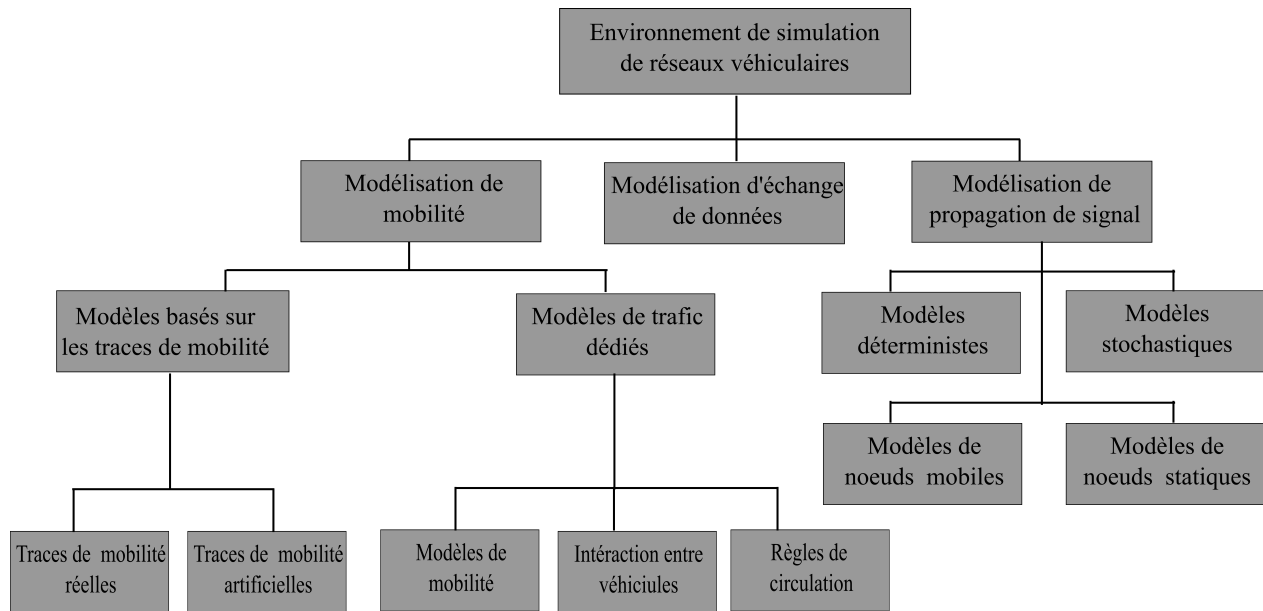 Environnement de simulation
de réseaux véhiculaires
Modélisation de
mobilité
Modélisation d'échange
de données
Modélisation de
propagation de signal
Modèles basés sur
les traces de mobilité
Modèles de trafic
dédiés
Modèles
déterministes
Modèles
stochastiques
Modèles de
noeuds mobiles
Modèles de
noeuds statiques
Traces de mobilité
réelles
Traces de mobilité
artificielles
Modèles de
mobilité
Intéraction entre
véhiciules
Règles de
circulation